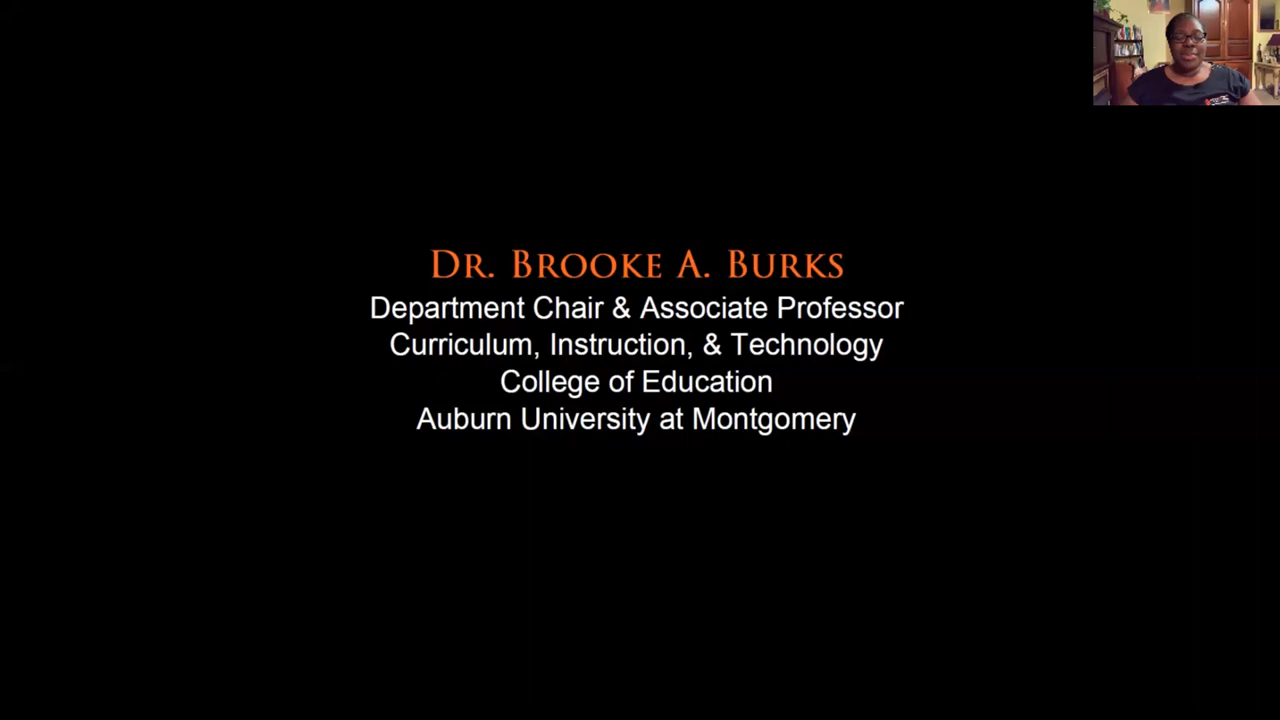 DR. BROOKE A. BURKS
Department Chair & Associate Professor
Curriculum, Instruction, & Technology
College of Education
Auburn University at Montgomery